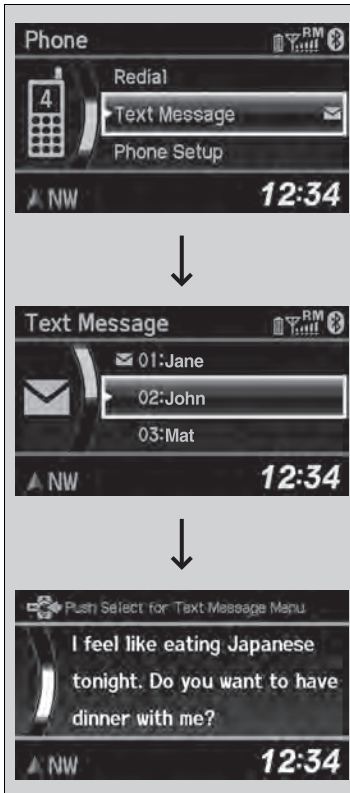 Phone
RM
4
Redial
Text Message
Phone Setup
NW
12:34
Text Message
RM
01:Jane
02:John
03:Mat
NW
12:34
Push Select for Text Message Menu
I feel like eating Japanese
tonight. Do you want to have
dinner with me?
NW
12:34